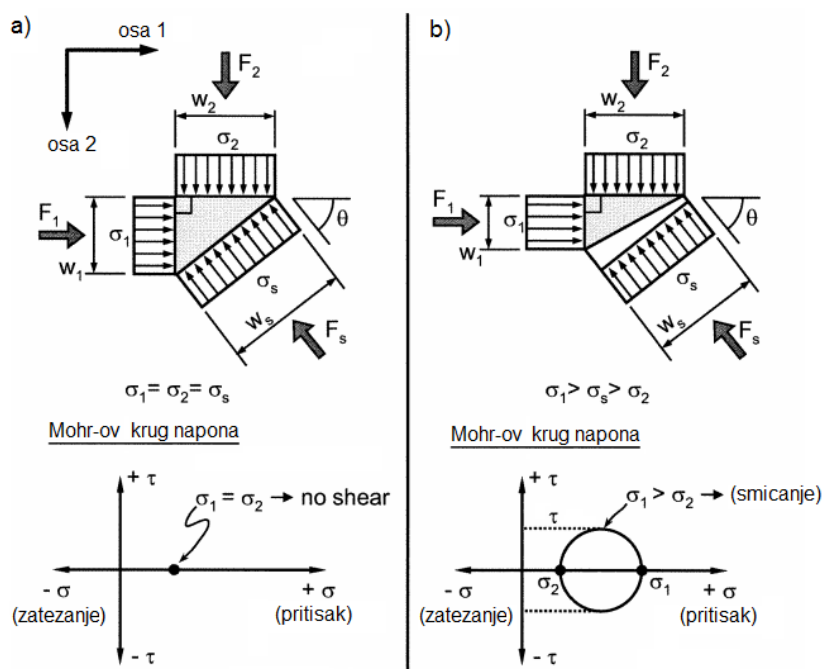 a)
osa 1
osa 2
F₂
w₂
σ₂
F₁
σ₁
w₁
θ
σₛ
wₛ
Fₛ
σ₁= σ₂= σₛ
Mohr-ov krug napona
+ τ
σ₁ = σ₂ → no shear
- σ
(zatezanje)
+ σ
(pritisak)
- τ
b)
F₂
w₂
σ₂
F₁
σ₁
w₁
θ
σₛ
wₛ
Fₛ
σ₁> σₛ> σ₂
Mohr-ov krug napona
+ τ
τ
σ₁ > σ₂ → (smicanje)
σ₂
σ₁
- σ
(zatezanje)
+ σ
(pritisak)
- τ